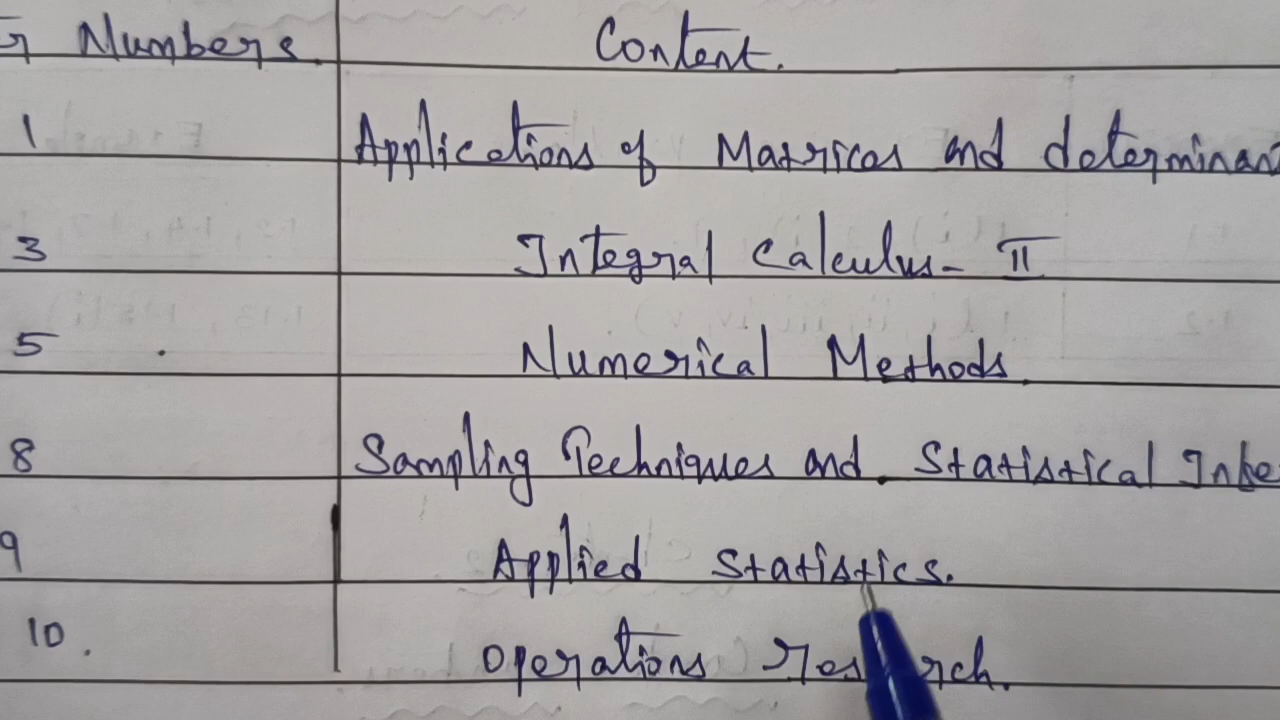 Numbers Content.
1 Applications of Matrices and determinant
3 Integral Calculus - II
5 Numerical Methods.
8 Sampling Techniques and Statistical Infe
9 Applied Statistics.
10. Operations research.